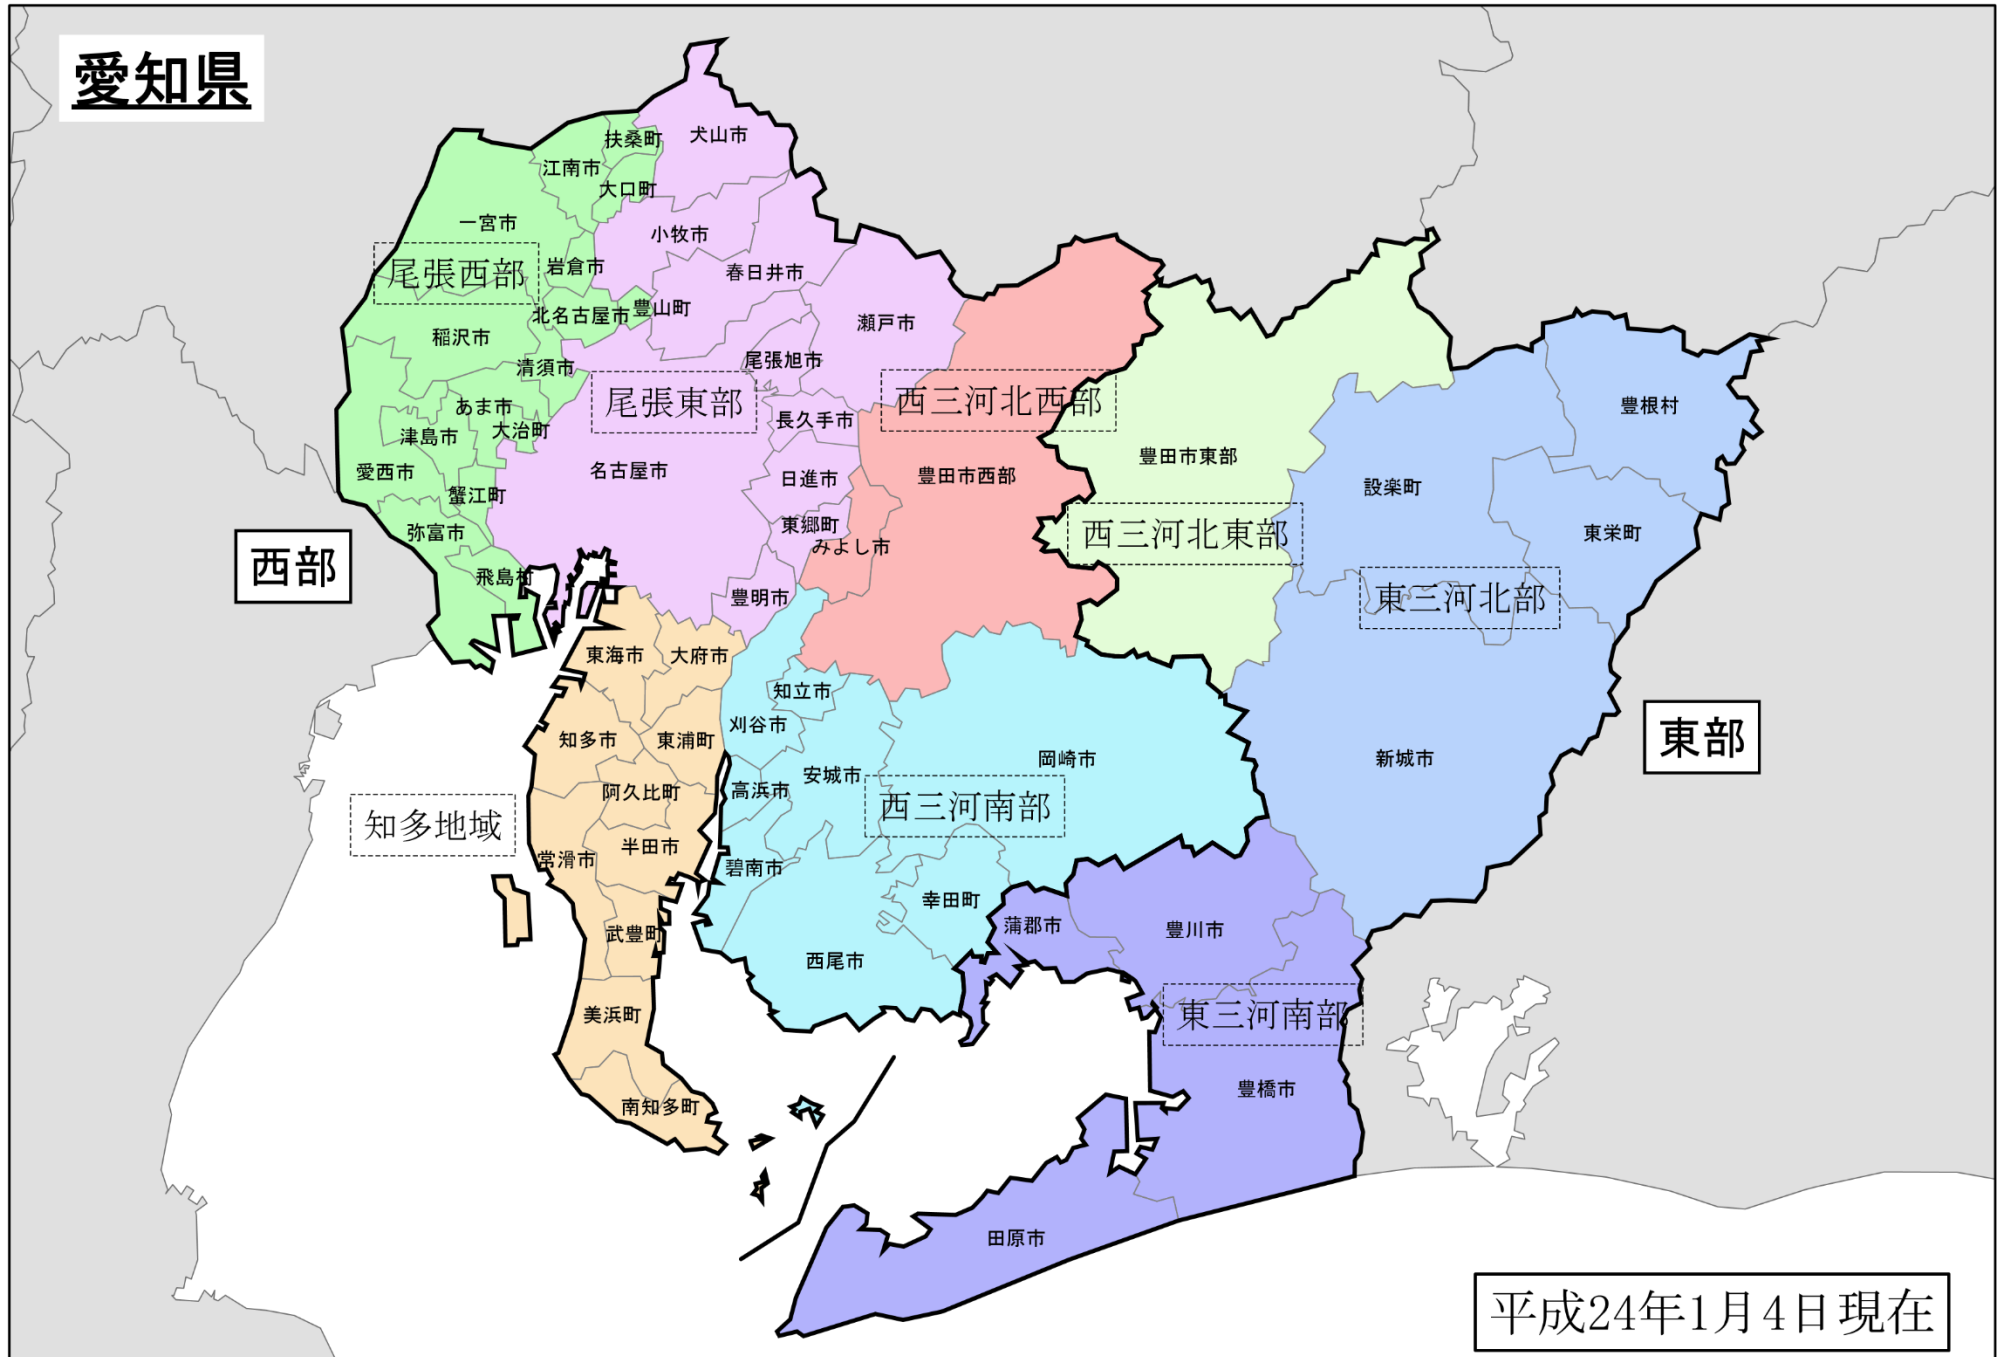 愛知県
扶桑町
犬山市
江南市
大口町
一宮市
小牧市
尾張西部
岩倉市
春日井市
北名古屋市
豊山町
瀬戸市
稲沢市
清須市
尾張旭市
尾張東部
西三河北西部
あま市
豊根村
大治町
長久手市
津島市
豊田市東部
愛西市
名古屋市
日進市
豊田市西部
設楽町
蟹江町
弥富市
東郷町
西三河北東部
東栄町
みよし市
西部
飛島村
豊明市
東三河北部
東海市
大府市
知立市
刈谷市
知多市
東浦町
東部
岡崎市
新城市
安城市
高浜市
阿久比町
西三河南部
知多地域
半田市
常滑市
碧南市
幸田町
蒲郡市
豊川市
武豊町
西尾市
美浜町
東三河南部
豊橋市
南知多町
田原市
平成24年1月4日現在